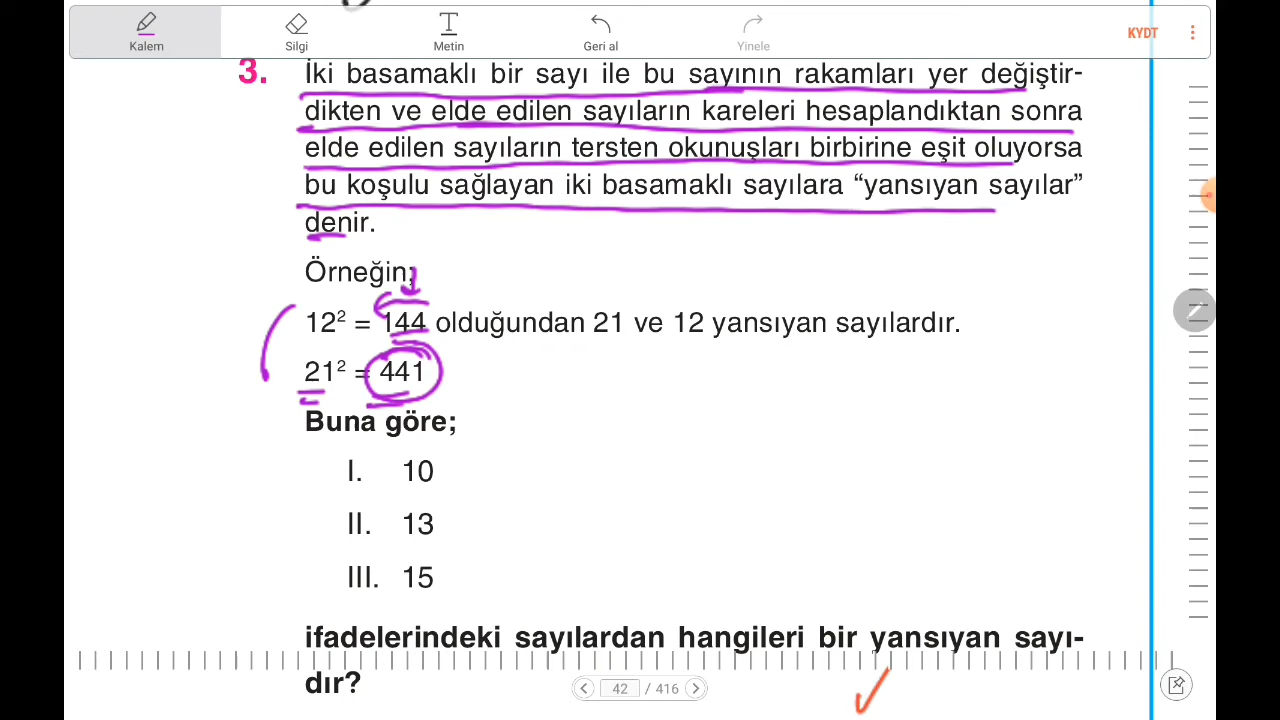 Kalem
Silgi
Metin
Geri al
Yinele
KYDT
3. İki basamaklı bir sayı ile bu sayının rakamları yer değiştir-
dikten ve elde edilen sayıların kareleri hesaplandıktan sonra
elde edilen sayıların tersten okunuşları birbirine eşit oluyorsa
bu koşulu sağlayan iki basamaklı sayılara “yansıyan sayılar”
denir.
Örneğin;
12² = 144 olduğundan 21 ve 12 yansıyan sayılardır.
21² = 441
Buna göre;
I. 10
II. 13
III. 15
ifadelerindeki sayılardan hangileri bir yansıyan sayı-
dır?
42 / 416